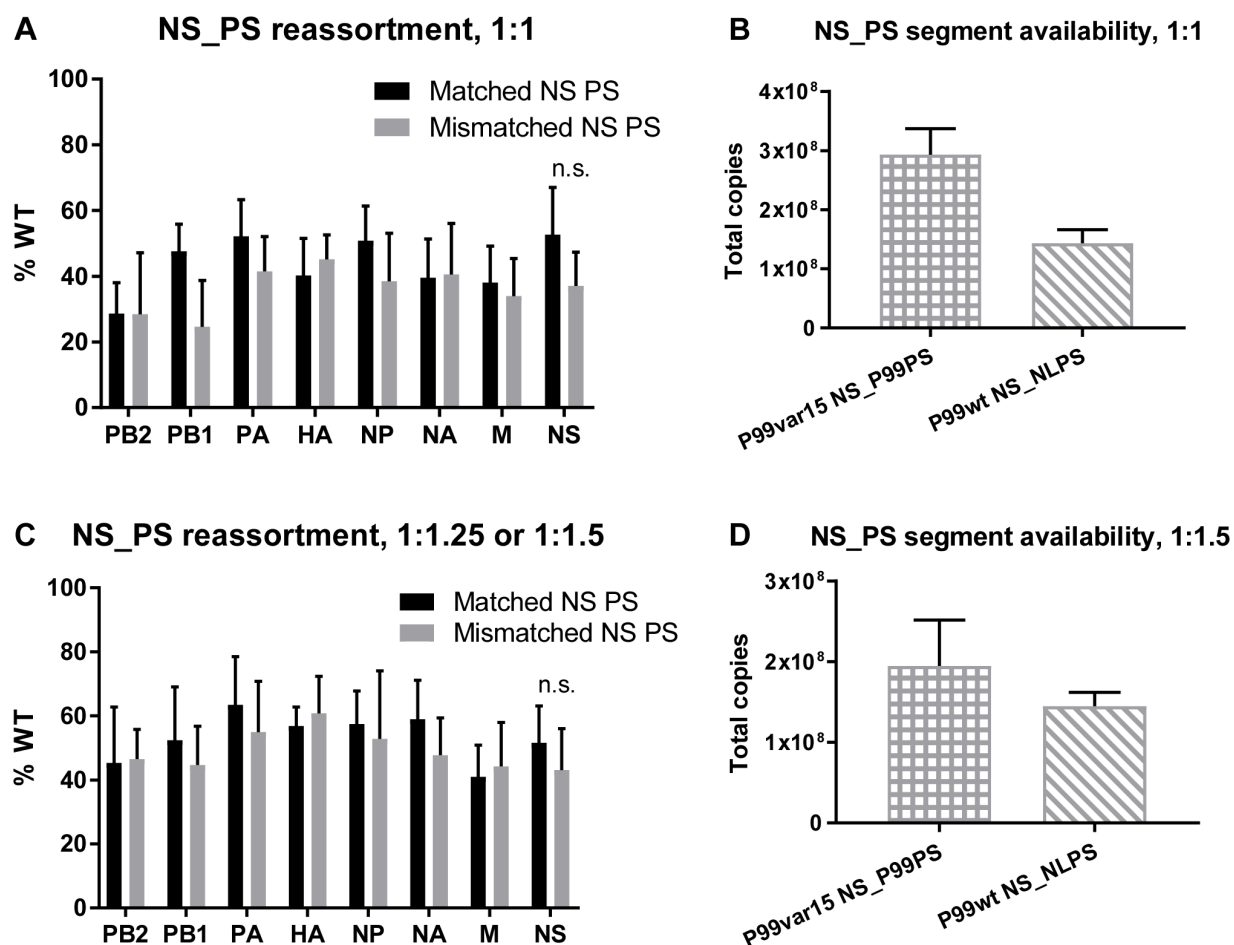 A
NS_PS reassortment, 1:1
Matched NS PS
Mismatched NS PS
n.s.
% WT
100
80
60
40
20
0
PB2 PB1 PA HA NP NA M NS
B
NS_PS segment availability, 1:1
Total copies
4x10⁸
3x10⁸
2x10⁸
1x10⁸
0
P99var15 NS_P99PS
P99wt NS_NLPS
C
NS_PS reassortment, 1:1.25 or 1:1.5
Matched NS PS
Mismatched NS PS
n.s.
% WT
100
80
60
40
20
0
PB2 PB1 PA HA NP NA M NS
D
NS_PS segment availability, 1:1.5
Total copies
3x10⁸
2x10⁸
1x10⁸
0
P99var15 NS_P99PS
P99wt NS_NLPS